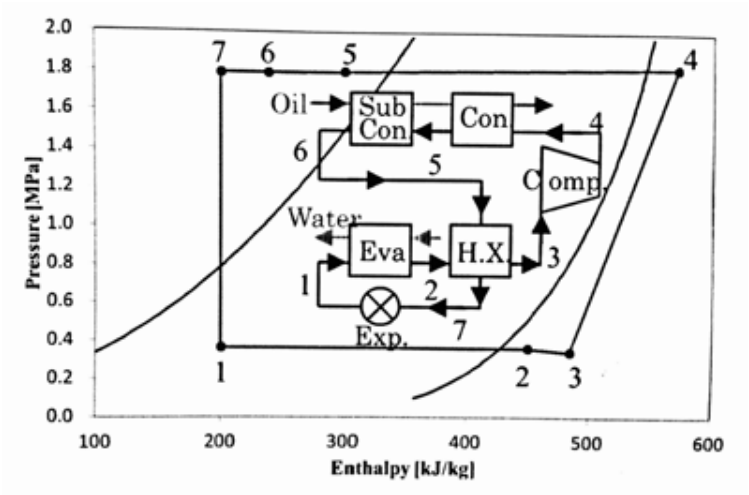 2.0
1.8
1.6
1.4
1.2
1.0
0.8
0.6
0.4
0.2
0.0
Pressure [MPa]
7 6 5 4
Oil Sub Con. Con 4
6 5 Comp.
Water
Eva H.X. 3
1 2 7
Exp.
1 2 3
100 200 300 400 500 600
Enthalpy [kJ/kg]